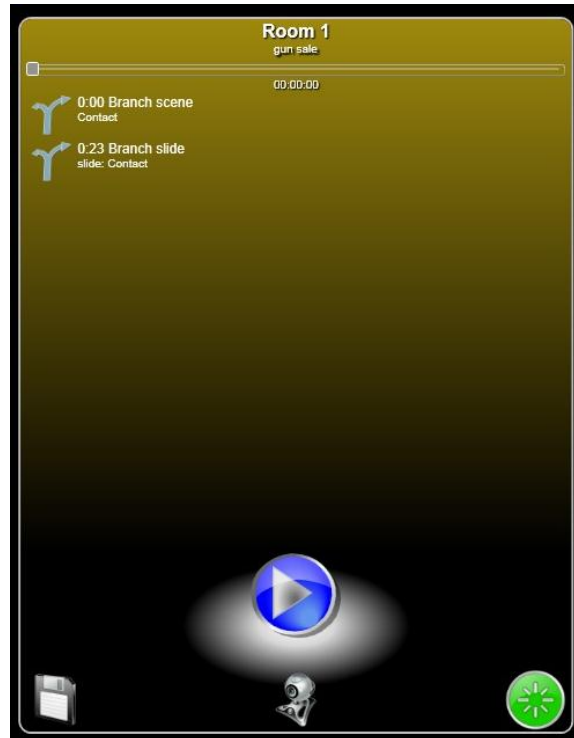 Room 1
gun sale
00:00:00
0:00 Branch scene
Contact
0:23 Branch slide
slide: Contact